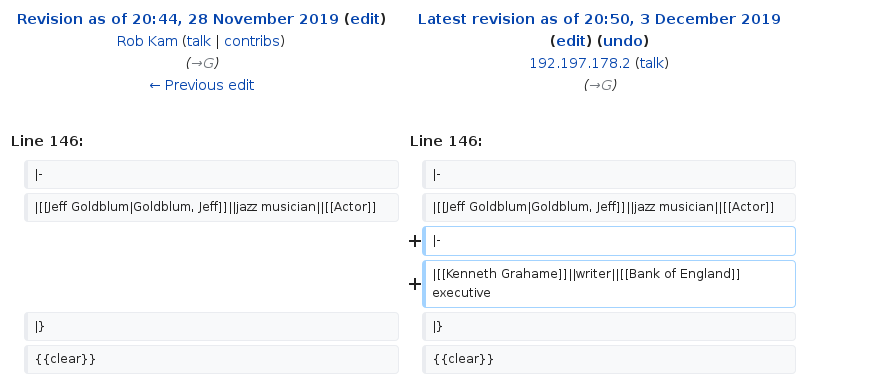 Revision as of 20:44, 28 November 2019 (edit)
Rob Kam (talk | contribs)
(→G)
← Previous edit
Latest revision as of 20:50, 3 December 2019
(edit) (undo)
192.197.178.2 (talk)
(→G)
Line 146:
Line 146:
|-
|-
|[[Jeff Goldblum|Goldblum, Jeff]]||jazz musician||[[Actor]]
|[[Jeff Goldblum|Goldblum, Jeff]]||jazz musician||[[Actor]]
+ |-
+ |[[Kenneth Grahame]]||writer||[[Bank of England]]
executive
|}
|}
{{clear}}
{{clear}}